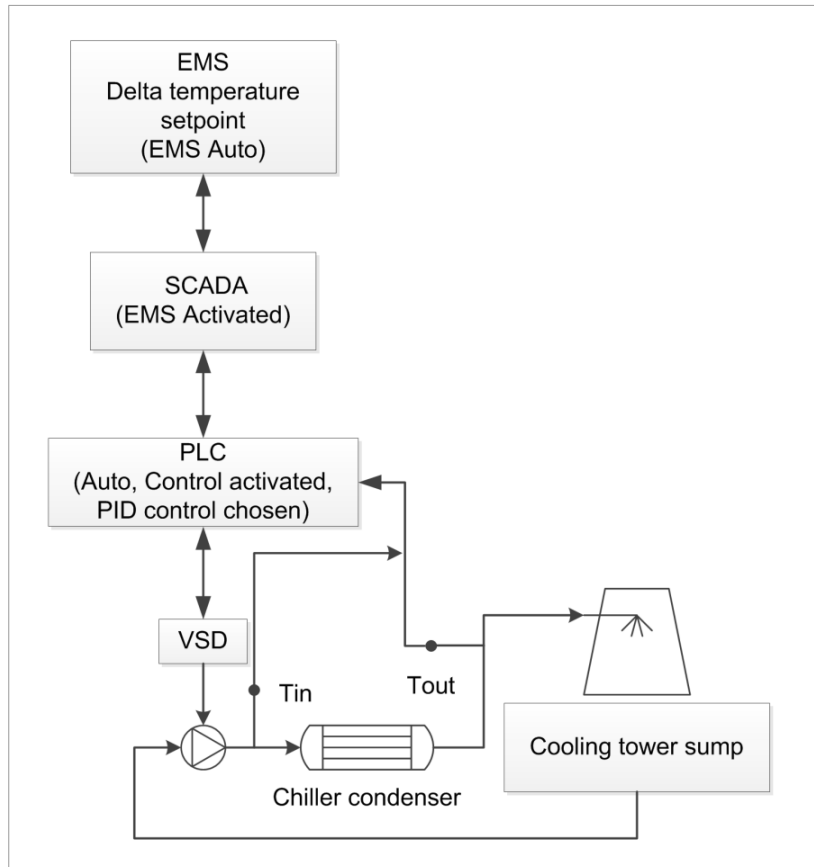 EMS
Delta temperature
setpoint
(EMS Auto)
SCADA
(EMS Activated)
PLC
(Auto, Control activated,
PID control chosen)
VSD
Tin
Tout
Chiller condenser
Cooling tower sump